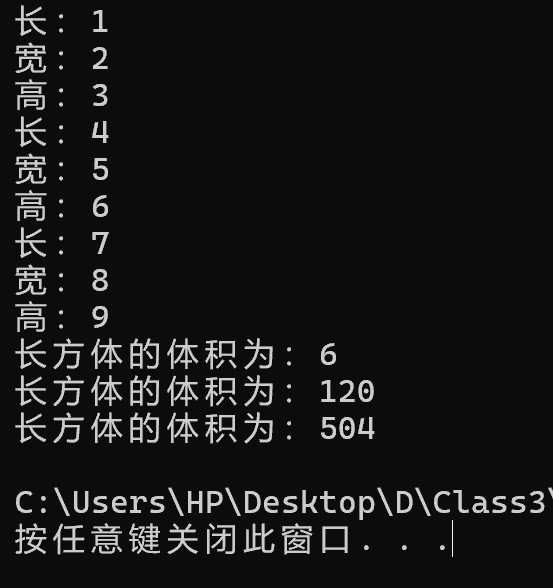 长：1
宽：2
高：3
长：4
宽：5
高：6
长：7
宽：8
高：9
长方体的体积为：6
长方体的体积为：120
长方体的体积为：504
C:\Users\HP\Desktop\D\Class3\
按任意键关闭此窗口. . .